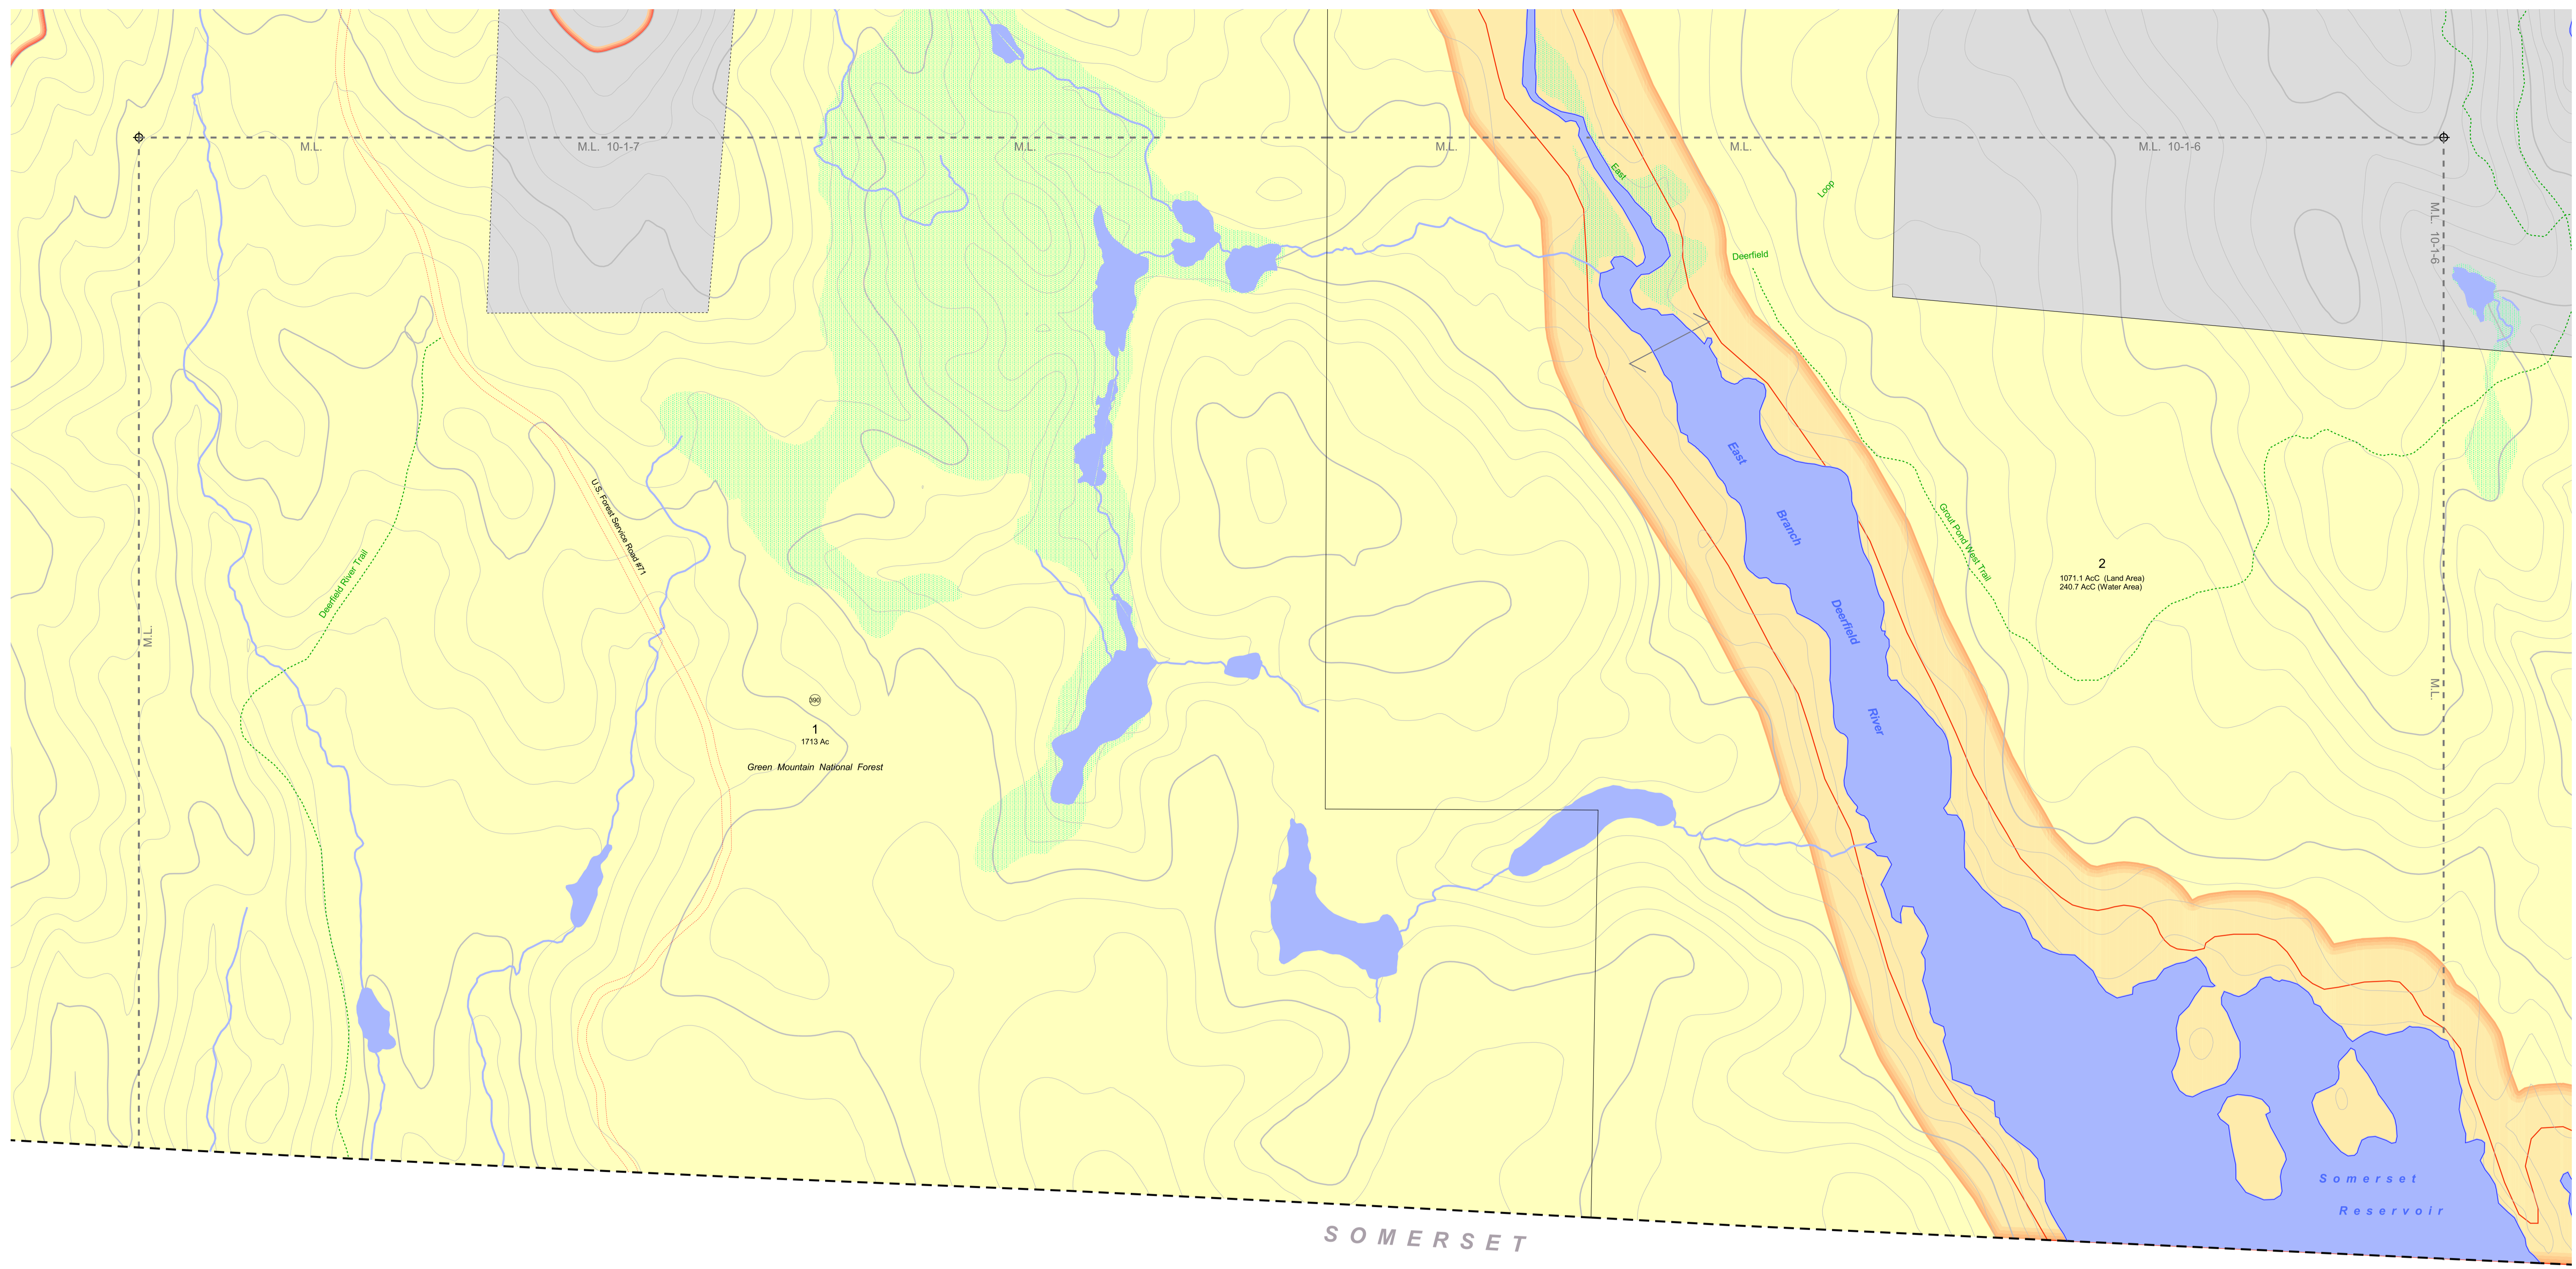 M.L.
M.L. 10-1-7
M.L.
M.L.
M.L.
M.L. 10-1-6
East
Loop
Deerfield
M.L. 10-1-6
U.S. Forest Service Road #71
Deerfield River Trail
M.L.
East
Branch
Deerfield
River
Grout Pond West Trail
2
1071.1 AcC (Land Area)
240.7 AcC (Water Area)
M.L.
390
1
1713 Ac
Green Mountain National Forest
Somerset
Reservoir
SOMERSET